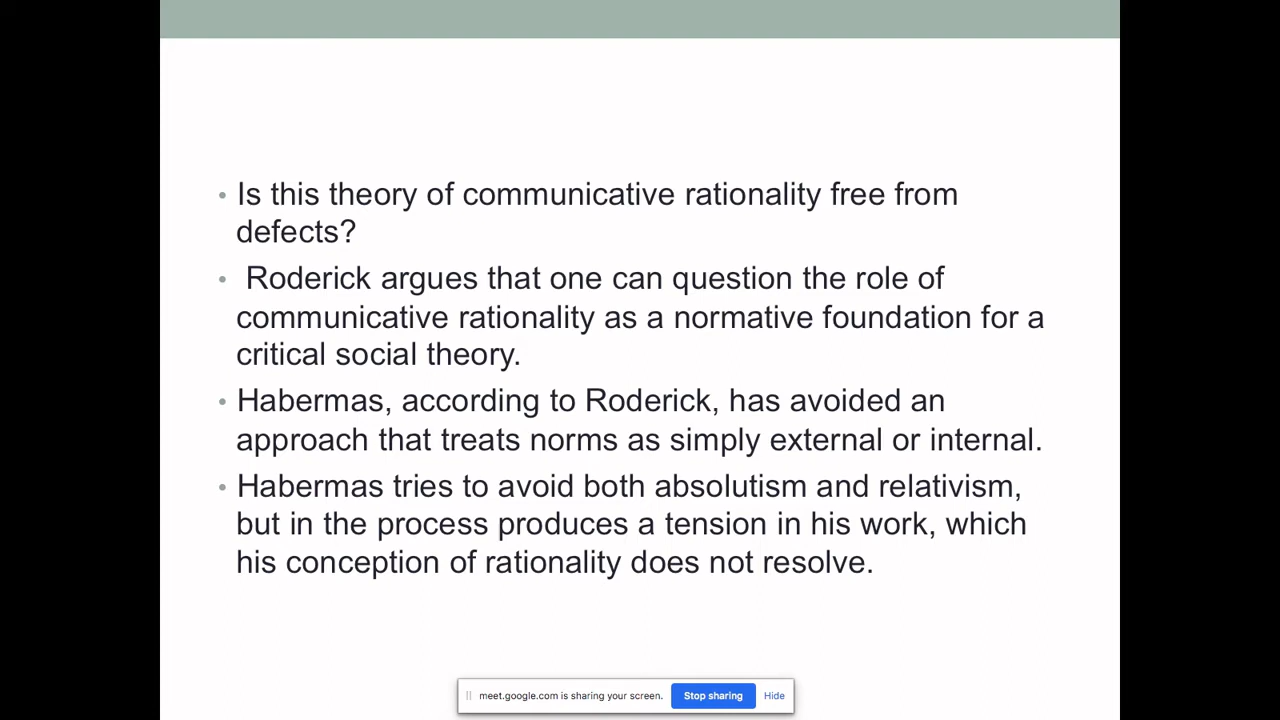 • Is this theory of communicative rationality free from
defects?
• Roderick argues that one can question the role of
communicative rationality as a normative foundation for a
critical social theory.
• Habermas, according to Roderick, has avoided an
approach that treats norms as simply external or internal.
• Habermas tries to avoid both absolutism and relativism,
but in the process produces a tension in his work, which
his conception of rationality does not resolve.
meet.google.com is sharing your screen. Stop sharing Hide